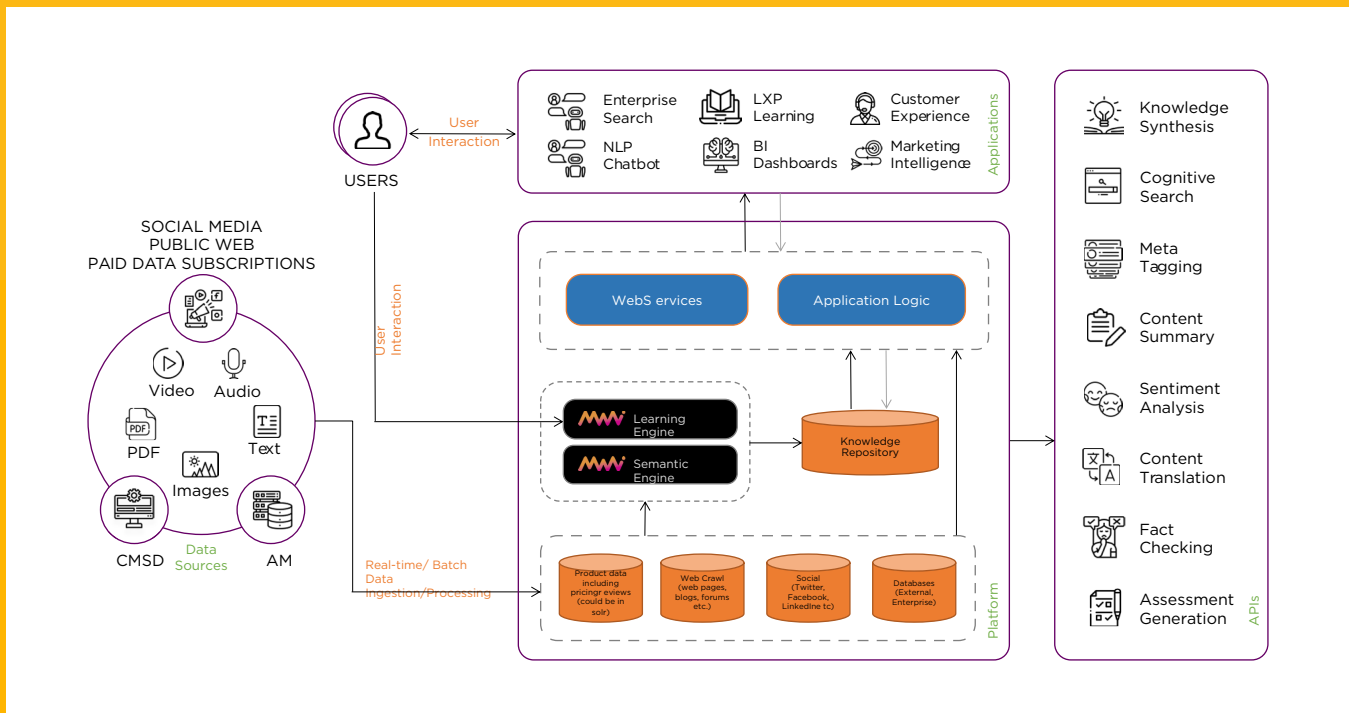 Enterprise
Search
LXP
Learning
Customer
Experience
NLP
Chatbot
BI
Dashboards
Marketing
Intelligence
Applications
User
Interaction
USERS
SOCIAL MEDIA
PUBLIC WEB
PAID DATA SUBSCRIPTIONS
Video
Audio
PDF
PDF
Text
Images
CMSD
Data
Sources
AM
User
Interaction
Real-time/ Batch
Data
Ingestion/Processing
WebS ervices
Application Logic
Learning
Engine
Semantic
Engine
Knowledge
Repository
Product data
including
pricingr eviews
(could be in
solr)
Web Crawl
(web pages,
blogs, forums
etc.)
Social
(Twitter,
Facebook,
LinkedIne tc)
Databases
(External,
Enterprise)
Platform
Knowledge
Synthesis
Cognitive
Search
Meta
Tagging
Content
Summary
Sentiment
Analysis
Content
Translation
Fact
Checking
Assessment
Generation
APIs